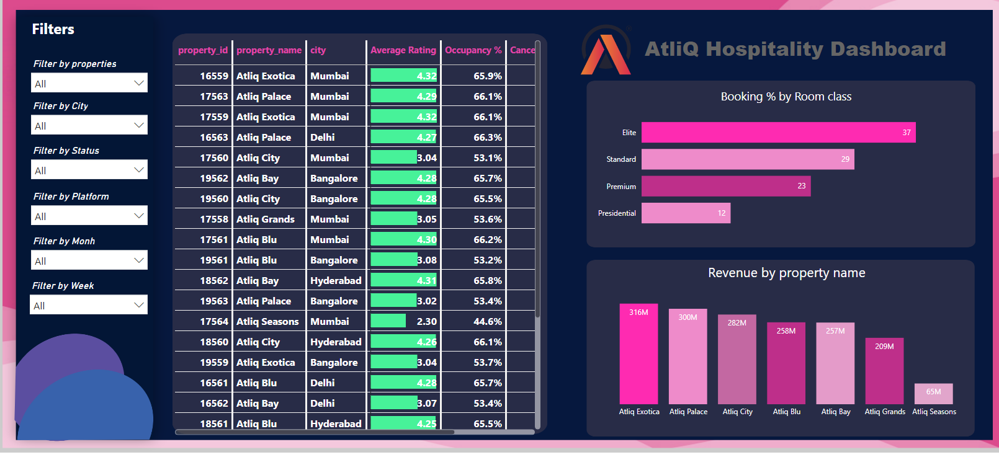 Filters
Filter by properties
All
Filter by City
All
Filter by Status
All
Filter by Platform
All
Filter by Monh
All
Filter by Week
All
property_id property_name city Average Rating Occupancy % Cance
16559 Atliq Exotica Mumbai 4.32 65.9%
17563 Atliq Palace Mumbai 4.29 66.1%
17559 Atliq Exotica Mumbai 4.32 66.1%
16563 Atliq Palace Delhi 4.27 66.3%
17560 Atliq City Mumbai 3.04 53.1%
19562 Atliq Bay Bangalore 4.28 65.7%
19560 Atliq City Bangalore 4.28 65.5%
17558 Atliq Grands Mumbai 3.05 53.6%
17561 Atliq Blu Mumbai 4.30 66.2%
19561 Atliq Blu Bangalore 3.08 53.2%
18562 Atliq Bay Hyderabad 4.31 65.8%
19563 Atliq Palace Bangalore 3.02 53.4%
17564 Atliq Seasons Mumbai 2.30 44.6%
18560 Atliq City Hyderabad 4.26 66.1%
19559 Atliq Exotica Bangalore 3.04 53.7%
16561 Atliq Blu Delhi 4.28 65.7%
16562 Atliq Bay Delhi 3.07 53.4%
18561 Atliq Blu Hyderabad 4.25 65.5%
AtliQ Hospitality Dashboard
Booking % by Room class
Elite 37
Standard 29
Premium 23
Presidential 12
Revenue by property name
316M 300M 282M 258M 257M 209M 65M
Atliq Exotica Atliq Palace Atliq City Atliq Blu Atliq Bay Atliq Grands Atliq Seasons